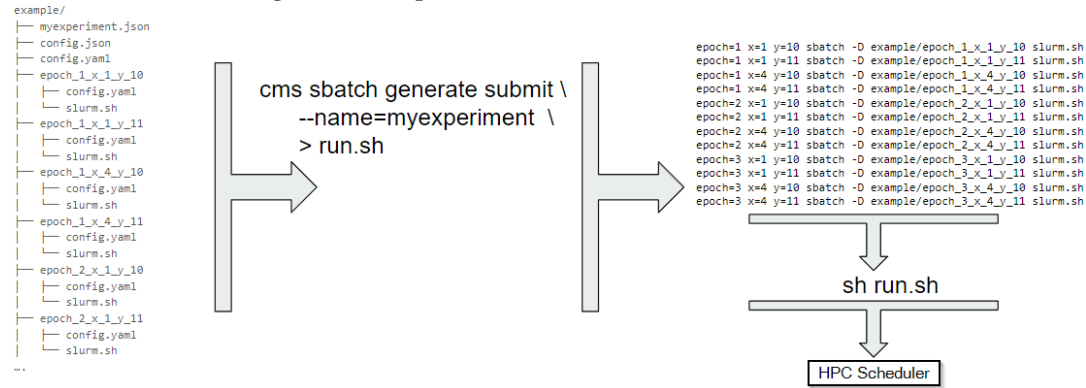 example/
├── myexperiment.json
├── config.json
├── config.yaml
├── epoch_1_x_1_y_10
│   ├── config.yaml
│   └── slurm.sh
├── epoch_1_x_1_y_11
│   ├── config.yaml
│   └── slurm.sh
├── epoch_1_x_4_y_10
│   ├── config.yaml
│   └── slurm.sh
├── epoch_1_x_4_y_11
│   ├── config.yaml
│   └── slurm.sh
├── epoch_2_x_1_y_10
│   ├── config.yaml
│   └── slurm.sh
├── epoch_2_x_1_y_11
│   ├── config.yaml
│   └── slurm.sh
....
cms sbatch generate submit \
--name=myexperiment \
> run.sh
epoch=1 x=1 y=10 sbatch -D example/epoch_1_x_1_y_10 slurm.sh
epoch=1 x=1 y=11 sbatch -D example/epoch_1_x_1_y_11 slurm.sh
epoch=1 x=4 y=10 sbatch -D example/epoch_1_x_4_y_10 slurm.sh
epoch=1 x=4 y=11 sbatch -D example/epoch_1_x_4_y_11 slurm.sh
epoch=2 x=1 y=10 sbatch -D example/epoch_2_x_1_y_10 slurm.sh
epoch=2 x=1 y=11 sbatch -D example/epoch_2_x_1_y_11 slurm.sh
epoch=2 x=4 y=10 sbatch -D example/epoch_2_x_4_y_10 slurm.sh
epoch=2 x=4 y=11 sbatch -D example/epoch_2_x_4_y_11 slurm.sh
epoch=3 x=1 y=10 sbatch -D example/epoch_3_x_1_y_10 slurm.sh
epoch=3 x=1 y=11 sbatch -D example/epoch_3_x_1_y_11 slurm.sh
epoch=3 x=4 y=10 sbatch -D example/epoch_3_x_4_y_10 slurm.sh
epoch=3 x=4 y=11 sbatch -D example/epoch_3_x_4_y_11 slurm.sh
sh run.sh
HPC Scheduler